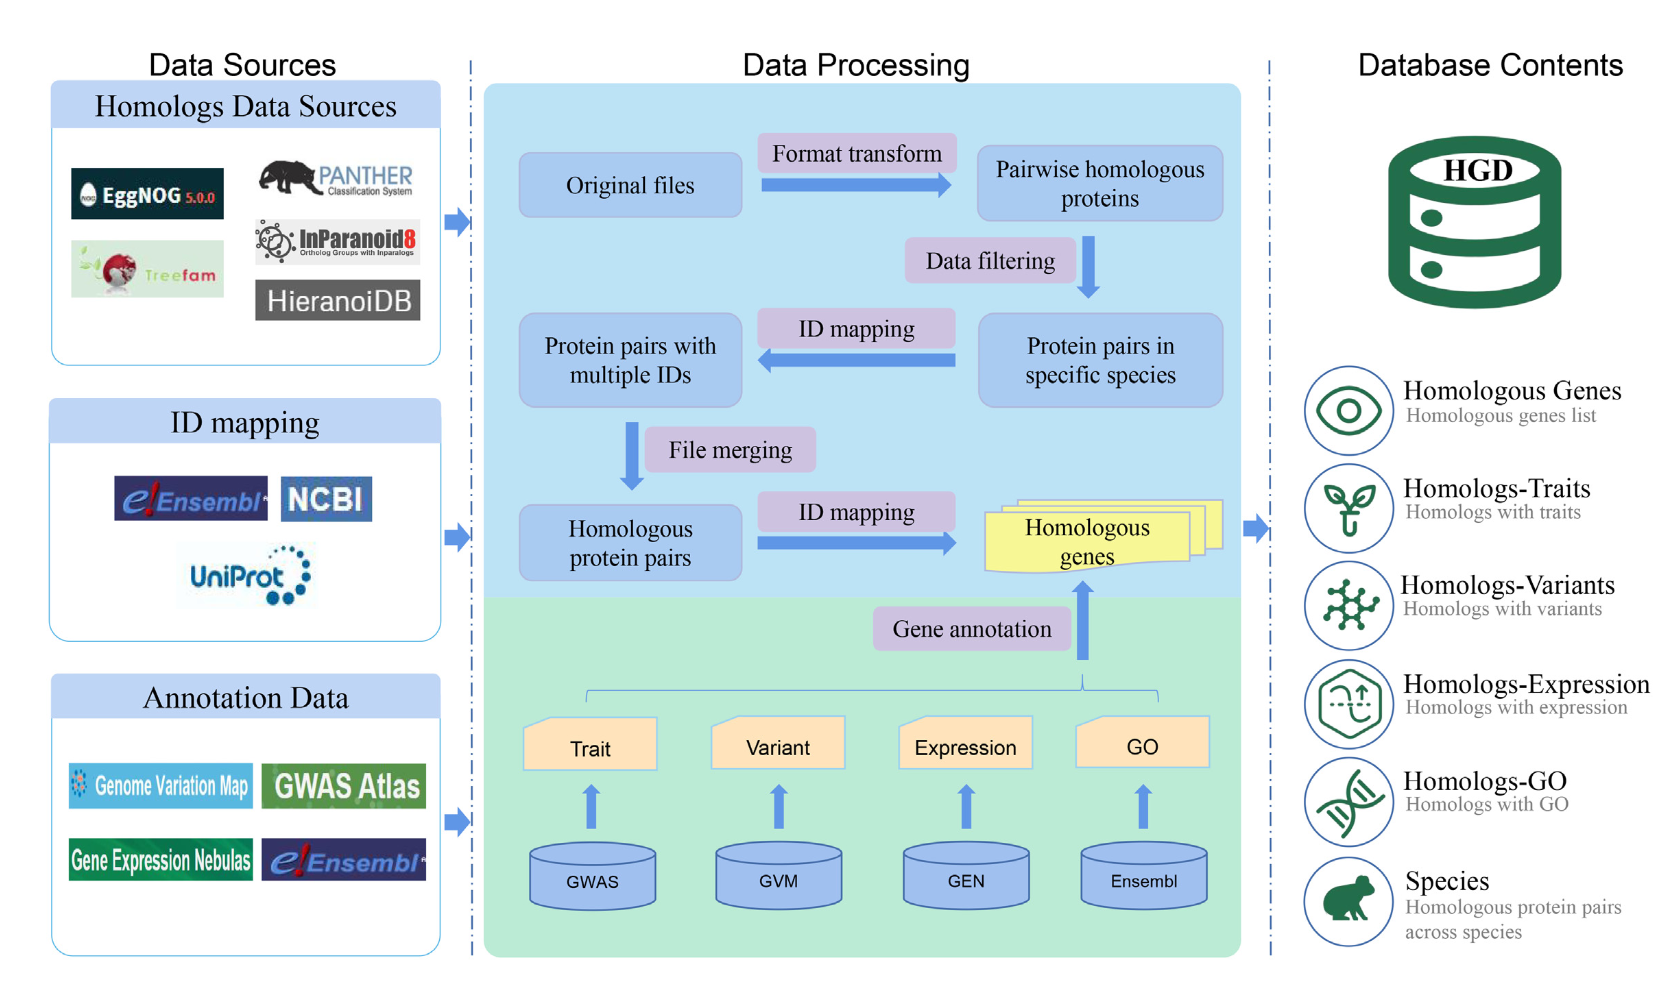 Data Sources
Homologs Data Sources
EggNOG 5.0.0
PANTHER
Classification System
InParanoid8
Ortholog Groups with Inparalogs
Treefam
HieranoiDB
ID mapping
e!Ensembl
NCBI
UniProt
Annotation Data
Genome Variation Map
GWAS Atlas
Gene Expression Nebulas
e!Ensembl
Data Processing
Original files
Format transform
Pairwise homologous
proteins
Data filtering
Protein pairs in
specific species
ID mapping
Protein pairs with
multiple IDs
File merging
Homologous
protein pairs
ID mapping
Homologous
genes
Gene annotation
Trait
Variant
Expression
GO
GWAS
GVM
GEN
Ensembl
Database Contents
HGD
Homologous Genes
Homologous genes list
Homologs-Traits
Homologs with traits
Homologs-Variants
Homologs with variants
Homologs-Expression
Homologs with expression
Homologs-GO
Homologs with GO
Species
Homologous protein pairs
across species